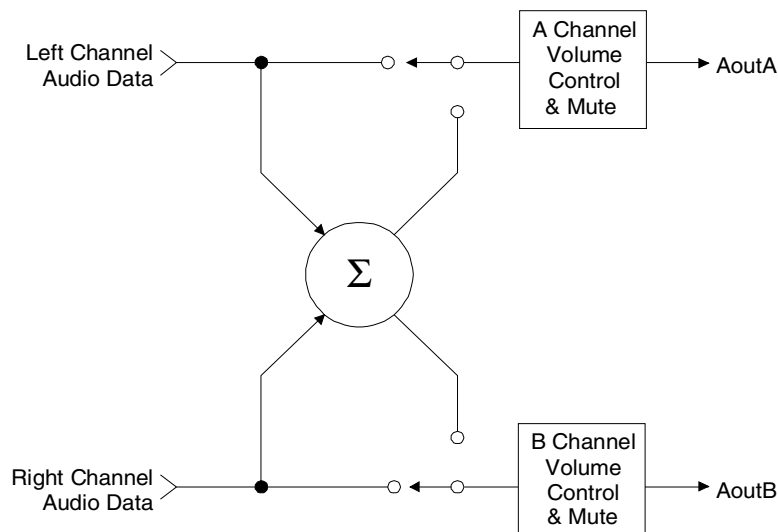 Left Channel
Audio Data
A Channel
Volume
Control
& Mute
AoutA
Σ
Right Channel
Audio Data
B Channel
Volume
Control
& Mute
AoutB